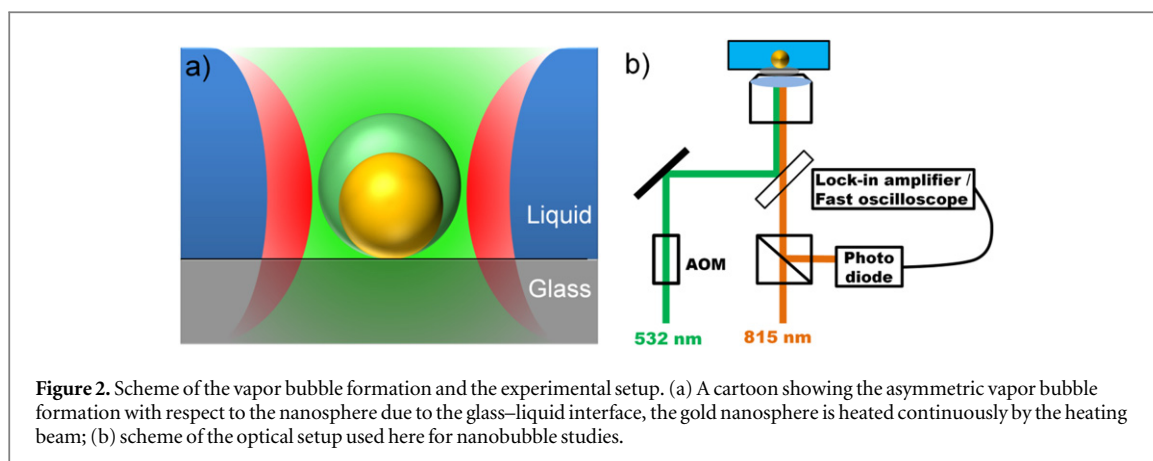 a)
Liquid
Glass
b)
Lock-in amplifier /
Fast oscilloscope
AOM
Photo
diode
532 nm
815 nm
Figure 2. Scheme of the vapor bubble formation and the experimental setup. (a) A cartoon showing the asymmetric vapor bubble
formation with respect to the nanosphere due to the glass–liquid interface, the gold nanosphere is heated continuously by the heating
beam; (b) scheme of the optical setup used here for nanobubble studies.